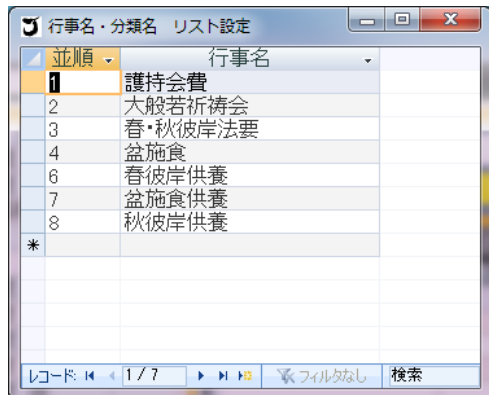 行事名・分類名 リスト設定
並順 行事名
1 護持会費
2 大般若祈祷会
3 春・秋彼岸法要
4 盆施食
6 春彼岸供養
7 盆施食供養
8 秋彼岸供養
レコード: 1 / 7 フィルタなし 検索